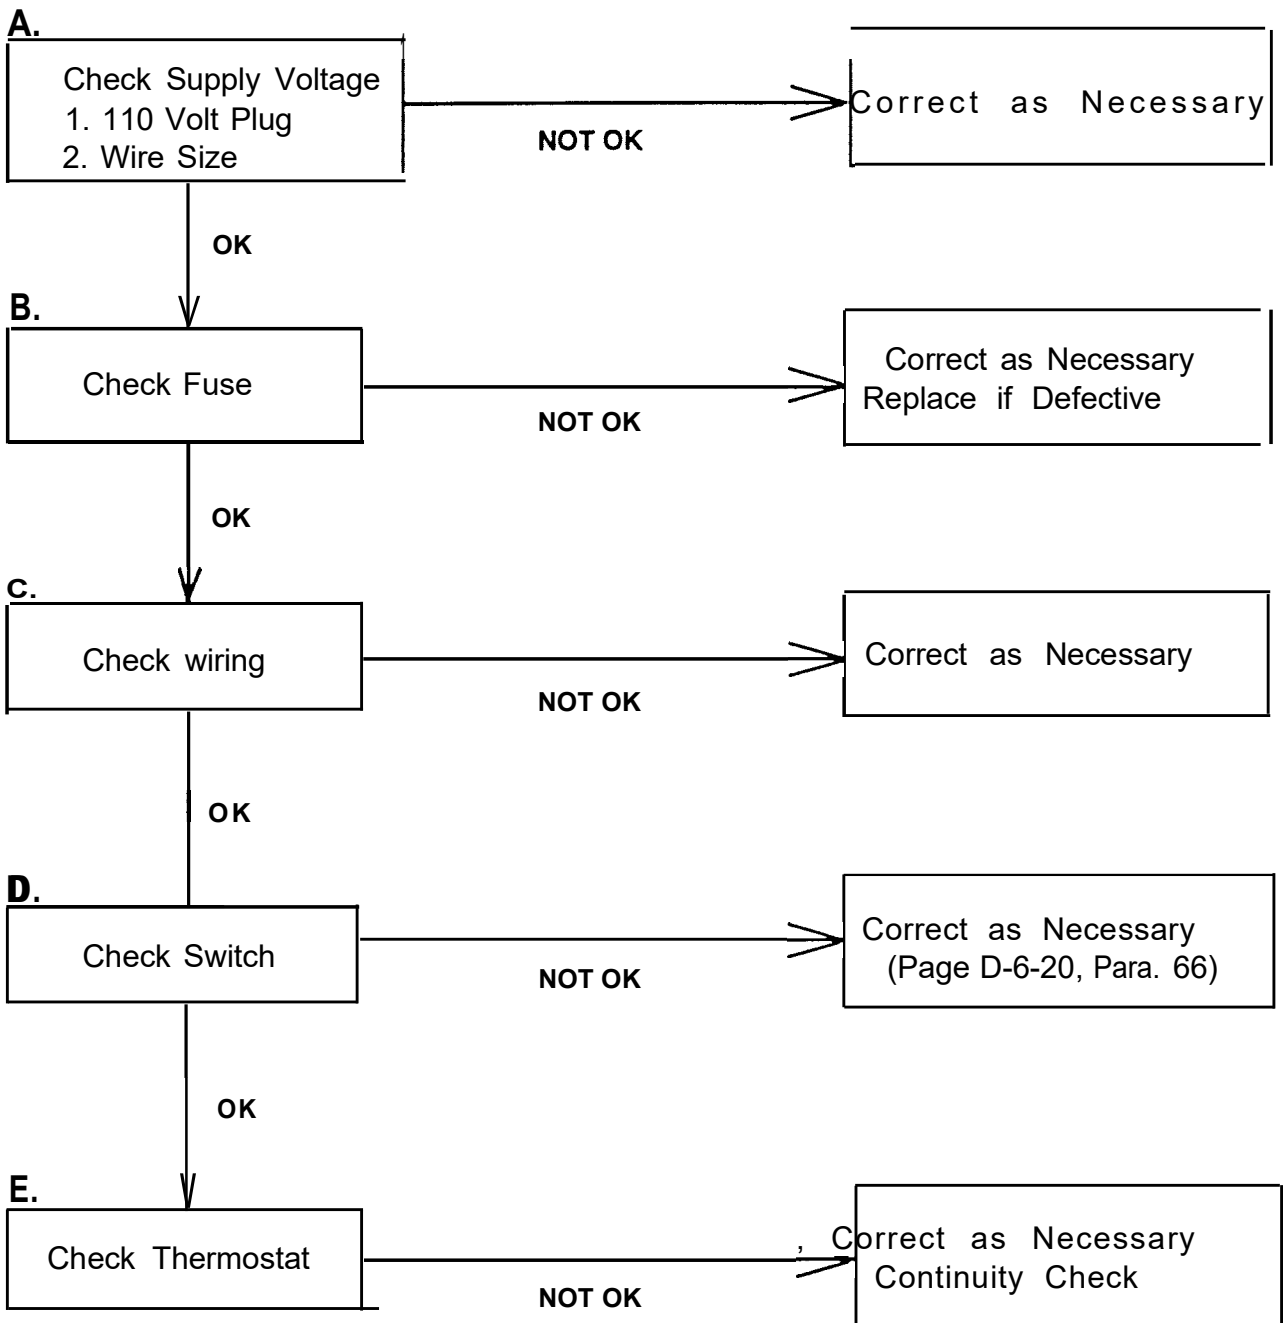 A.
Check Supply Voltage
1. 110 Volt Plug
2. Wire Size
NOT OK
Correct as Necessary
OK
B.
Check Fuse
NOT OK
Correct as Necessary
Replace if Defective
OK
C.
Check wiring
NOT OK
Correct as Necessary
OK
D.
Check Switch
NOT OK
Correct as Necessary
(Page D-6-20, Para. 66)
OK
E.
Check Thermostat
NOT OK
, Correct as Necessary
Continuity Check